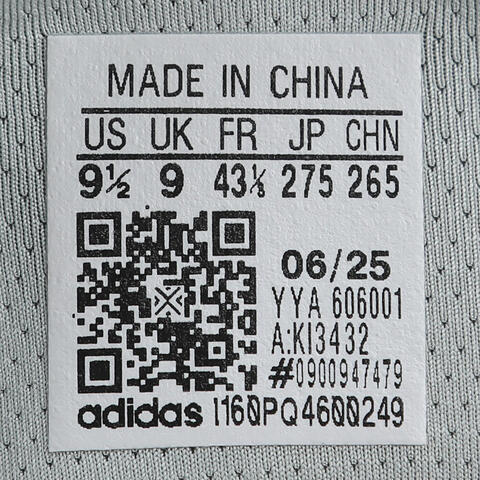 MADE IN CHINA
US UK FR JP CHN
9½ 9 43⅓ 275 265
06/25
YYA 606001
A:KI3432
#0900947479
adidas I160PQ4600249